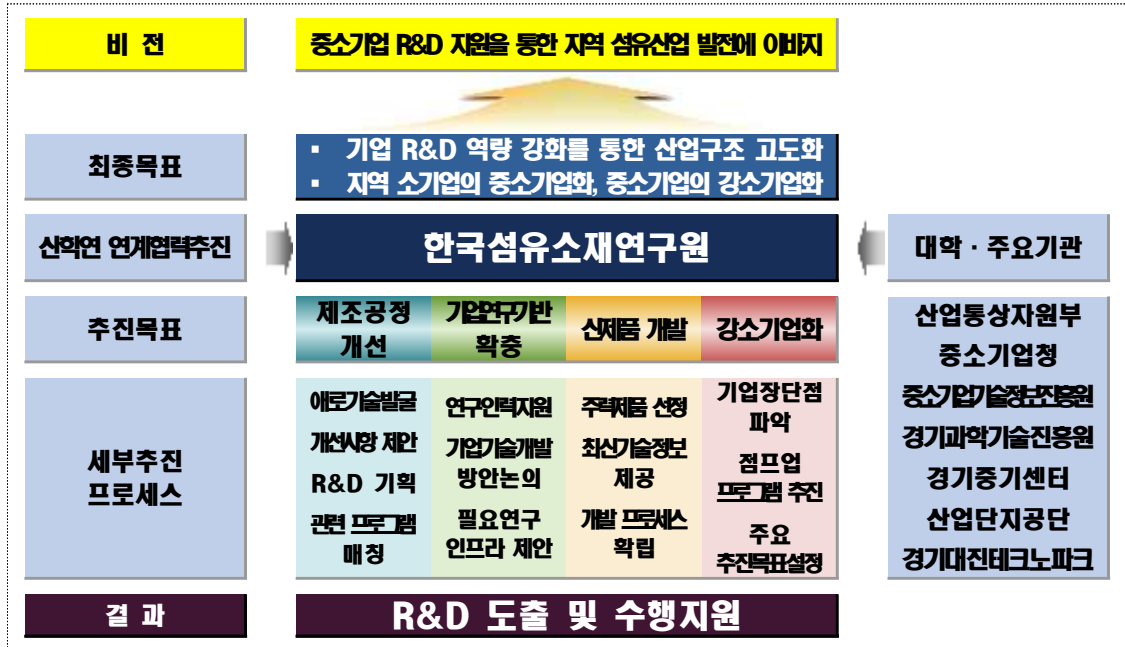 비 전
중소기업 R&D 지원을 통한 지역 섬유산업 발전에 이바지
최종목표
▪ 기업 R&D 역량 강화를 통한 산업구조 고도화
▪ 지역 소기업의 중소기업화, 중소기업의 강소기업화
산학연 연계협력추진
한국섬유소재연구원
대학 · 주요기관
추진목표
제조공정
개선
기업연구기반
확충
신제품 개발
강소기업화
세부추진
프로세스
애로기술발굴
개선사항 제안
R&D 기획
관련 프로그램
매칭
연구인력지원
기업기술개발
방안논의
필요연구
인프라 제안
주력제품 선정
최신기술정보
제공
개발 프로세스
확립
기업장단점
파악
점프업
프로그램 추진
주요
추진목표설정
산업통상자원부
중소기업청
중소기업기술정보진흥원
경기과학기술진흥원
경기중기센터
산업단지공단
경기대진테크노파크
결 과
R&D 도출 및 수행지원